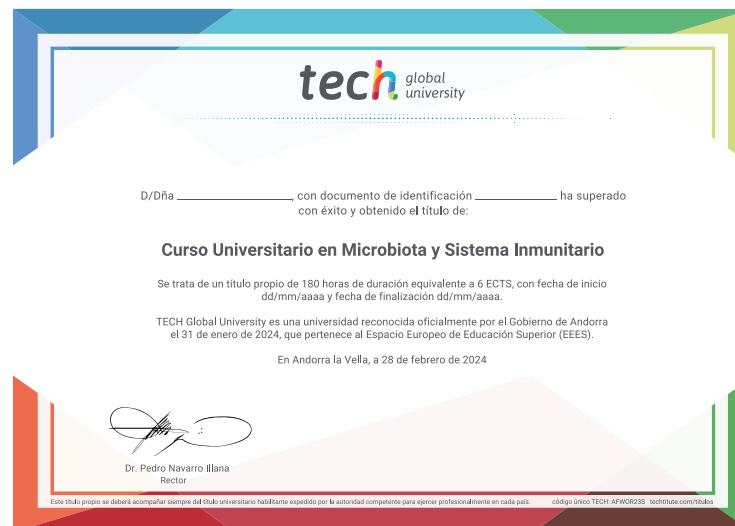 tech global university
D/Dña ____________, con documento de identificación __________ ha superado
con éxito y obtenido el título de:
Curso Universitario en Microbiota y Sistema Inmunitario
Se trata de un título propio de 180 horas de duración equivalente a 6 ECTS, con fecha de inicio
dd/mm/aaaa y fecha de finalización dd/mm/aaaa.
TECH Global University es una universidad reconocida oficialmente por el Gobierno de Andorra
el 31 de enero de 2024, que pertenece al Espacio Europeo de Educación Superior (EEES).
En Andorra la Vella, a 28 de febrero de 2024
Dr. Pedro Navarro Illana
Rector
Este título propio se deberá acompañar siempre del título universitario habilitante expedido por la autoridad competente para ejercer profesionalmente en cada país. código único TECH: AFWOR23S techtitute.com/titulos